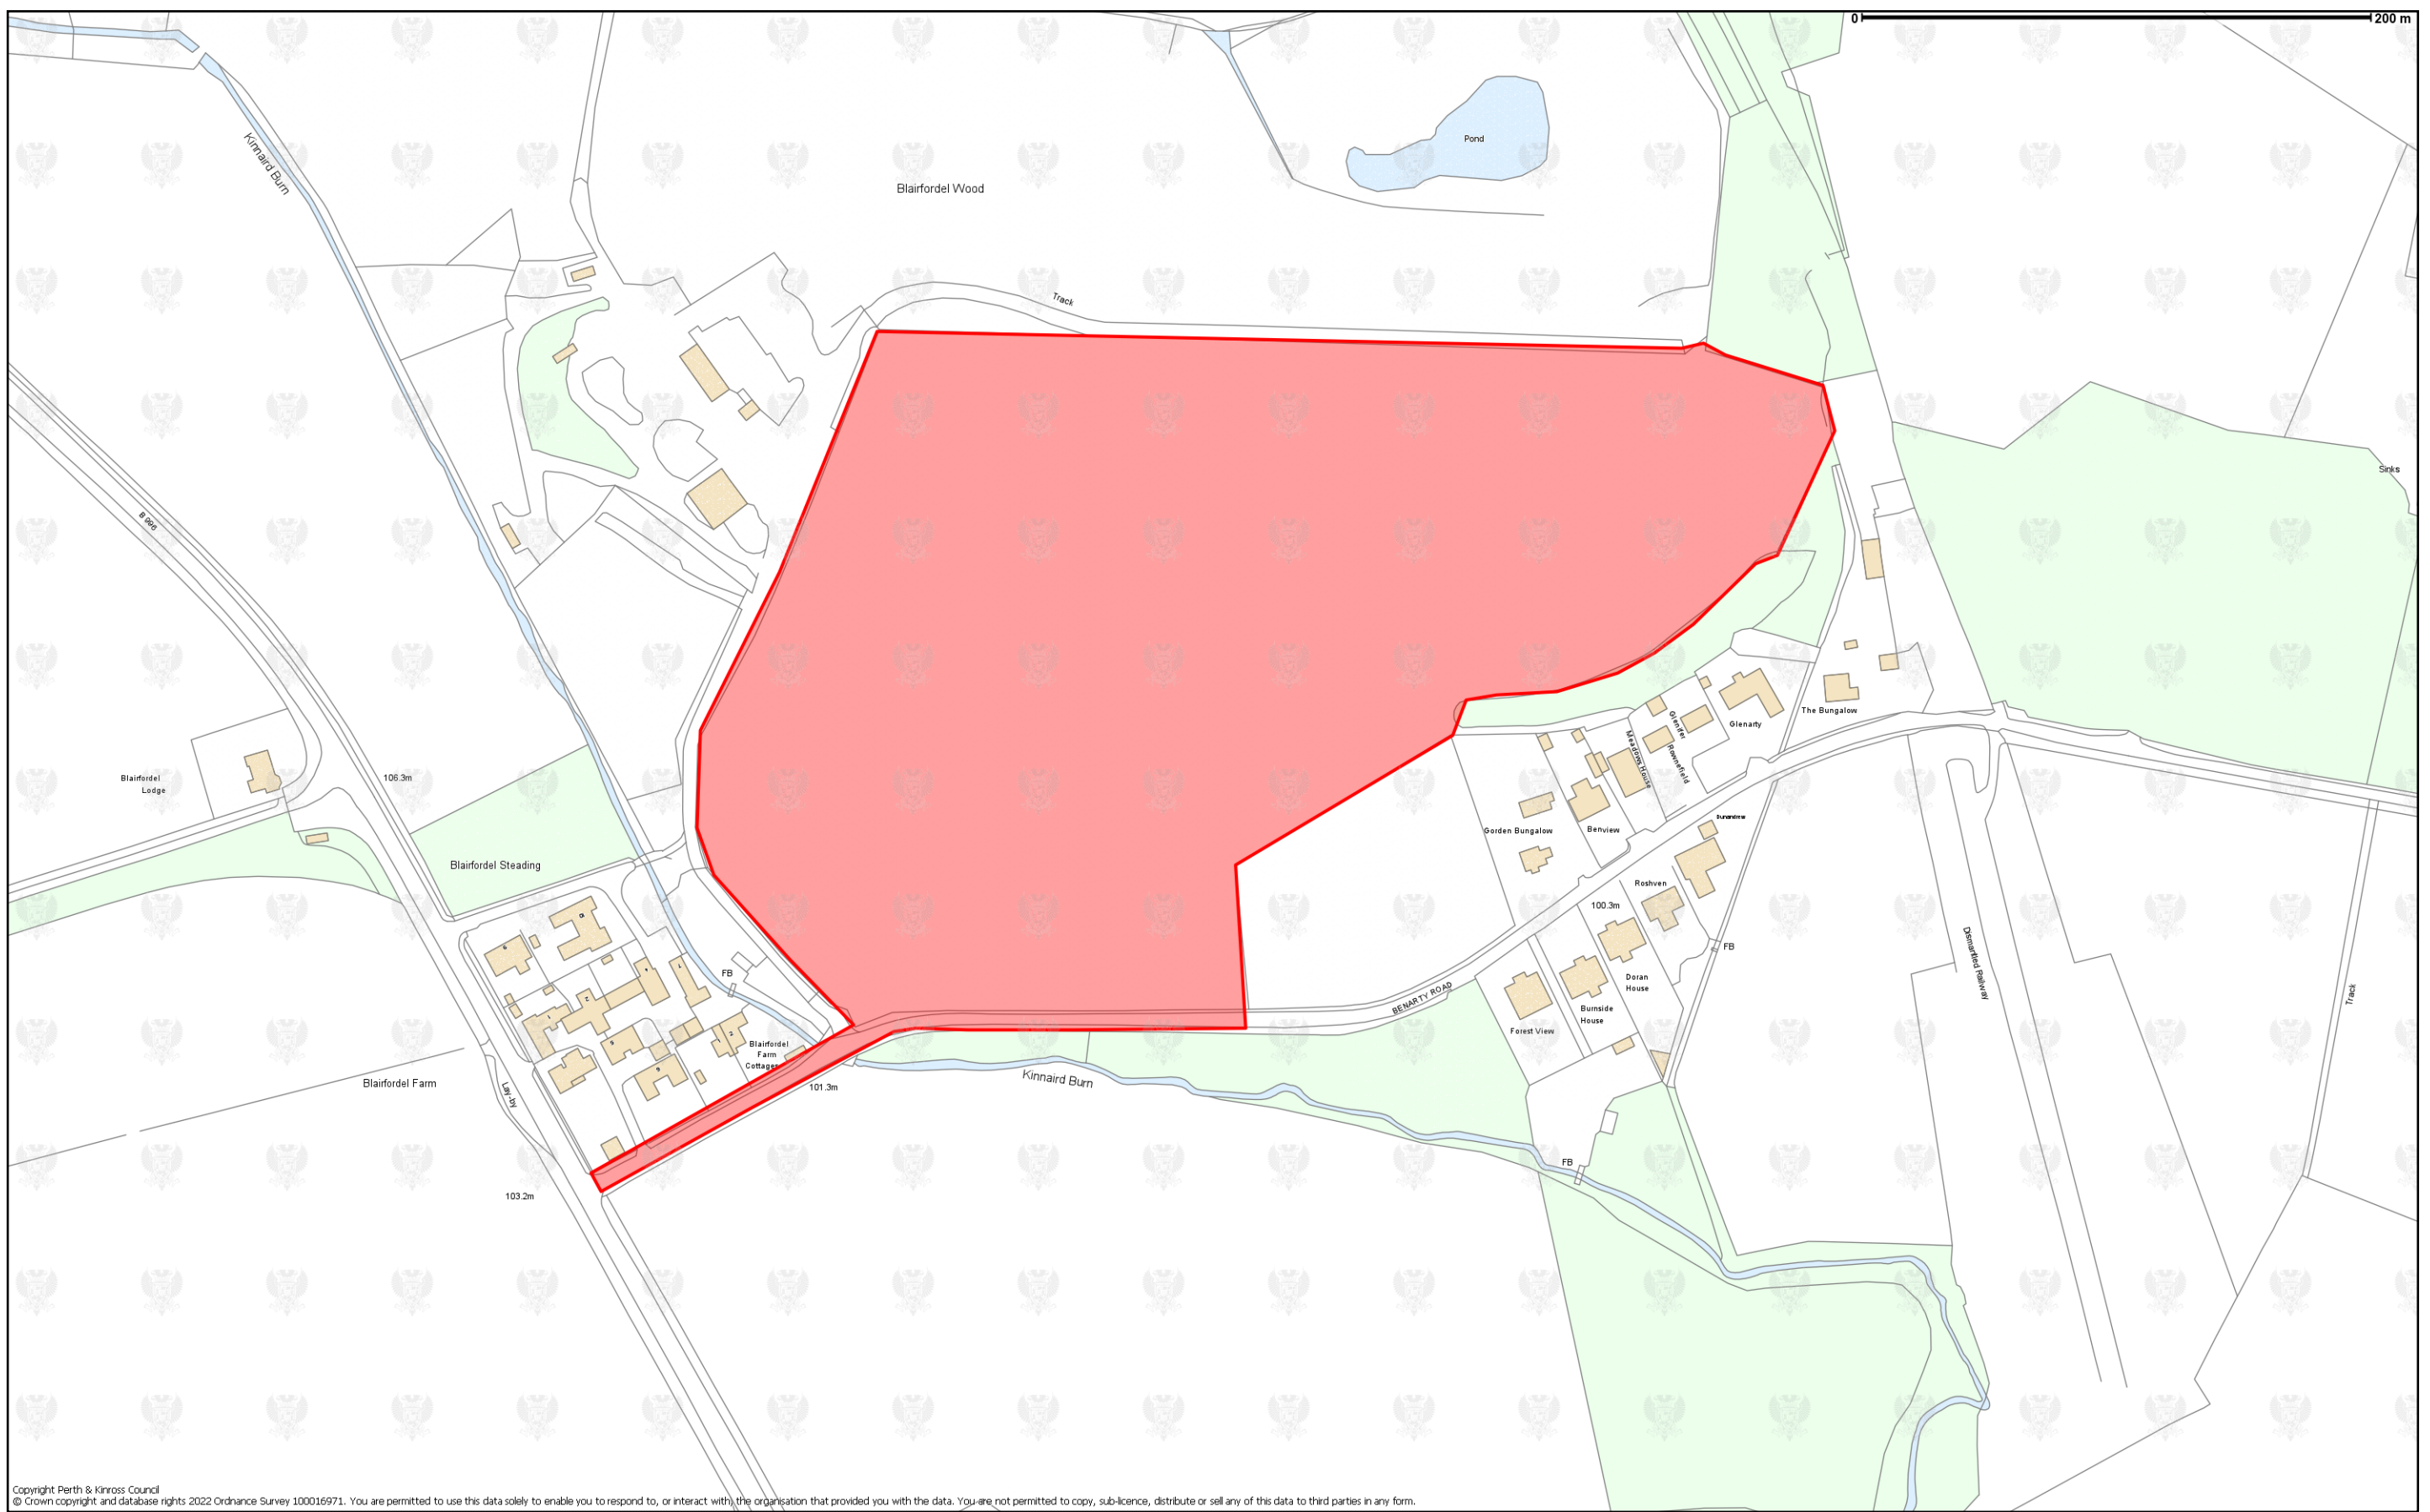 0
200 m
Kinnaird Burn
Pond
Blairfordel Wood
Track
B 996
Sinks
Blairfordel
Lodge
106.3m
Blairfordel Steading
The Bungalow
Glenarty
Glenifer
Rownefield
Meadows House
Gorden Bungalow
Benview
Roshven
100.3m
FB
Doran
House
Burnside
House
Forest View
BENARTY ROAD
Dismantled Railway
Track
FB
Blairfordel
Farm
Cottages
101.3m
Kinnaird Burn
Blairfordel Farm
Lay-by
103.2m
FB
Copyright Perth & Kinross Council
© Crown copyright and database rights 2022 Ordnance Survey 100016971. You are permitted to use this data solely to enable you to respond to, or interact with, the organisation that provided you with the data. You are not permitted to copy, sub-licence, distribute or sell any of this data to third parties in any form.